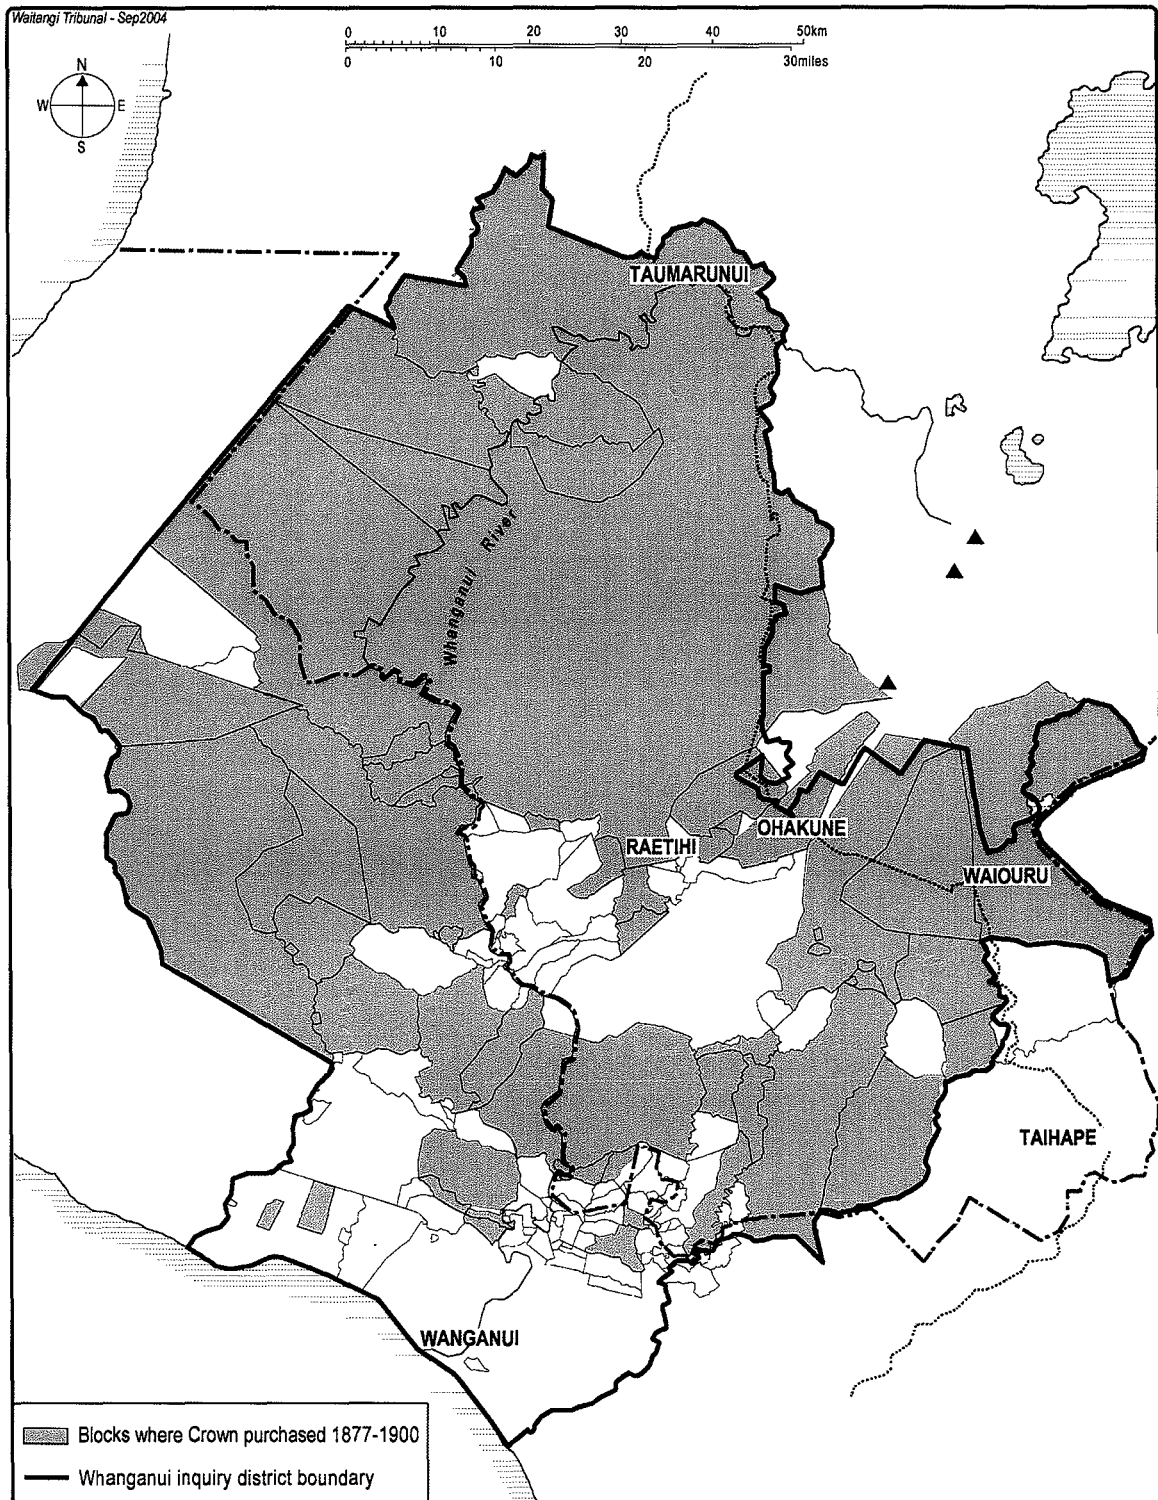 Waitangi Tribunal - Sep2004
0 10 20 30 40 50km
0 10 20 30miles
N
W E
S
TAUMARUNUI
Whanganui River
RAETIHI
OHAKUNE
WAIOURU
TAIHAPE
WANGANUI
Blocks where Crown purchased 1877-1900
Whanganui inquiry district boundary